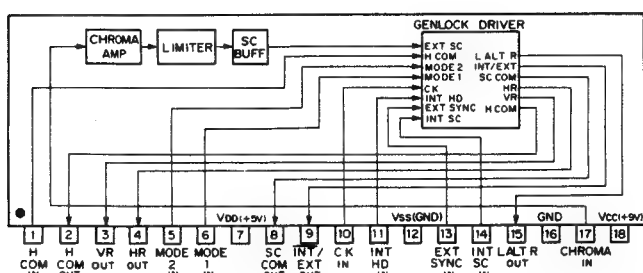 GENLOCK DRIVER
CHROMA AMP
LIMITER
SC BUFF
EXT SC
H COM
MODE 2
MODE 1
CK
INT HD
EXT SYNC
INT SC
L ALT R
INT/EXT
SC COM
HR
VR
H COM
VDD(+5V)
VSS(GND)
GND
VCC(+9V)
1 2 3 4 5 6 7 8 9 10 11 12 13 14 15 16 17 18
H COM
H COM OUT
VR OUT
HR OUT
MODE 2
MODE 1
SC COM
INT/EXT
CK IN
INT HD
EXT SYNC
INT SC
L ALT R OUT
CHROMA IN